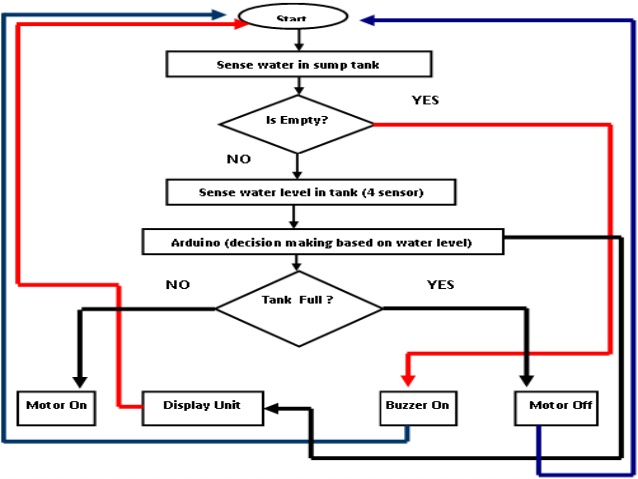 Start
Sense water in sump tank
YES
Is Empty?
NO
Sense water level in tank (4 sensor)
Arduino (decision making based on water level)
NO
YES
Tank Full ?
Motor On
Display Unit
Buzzer On
Motor Off